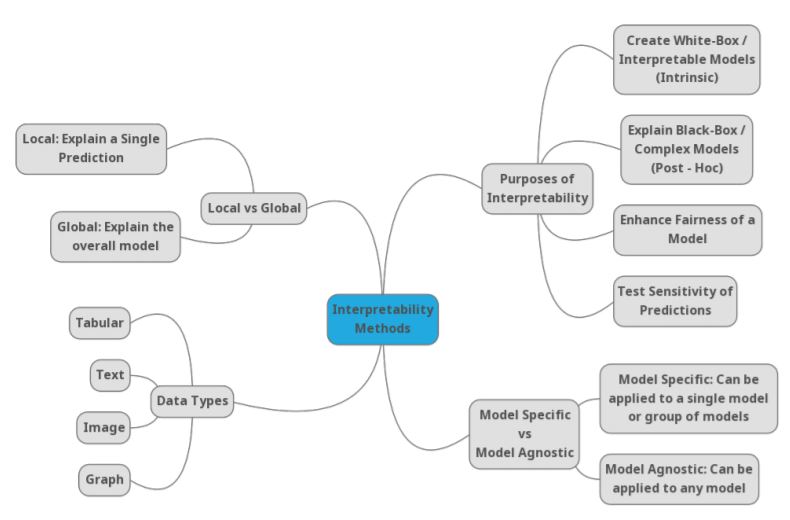 Interpretability
Methods
Purposes of
Interpretability
Create White-Box /
Interpretable Models
(Intrinsic)
Explain Black-Box /
Complex Models
(Post - Hoc)
Enhance Fairness of a
Model
Test Sensitivity of
Predictions
Local vs Global
Local: Explain a Single
Prediction
Global: Explain the
overall model
Data Types
Tabular
Text
Image
Graph
Model Specific
vs
Model Agnostic
Model Specific: Can be
applied to a single model
or group of models
Model Agnostic: Can be
applied to any model